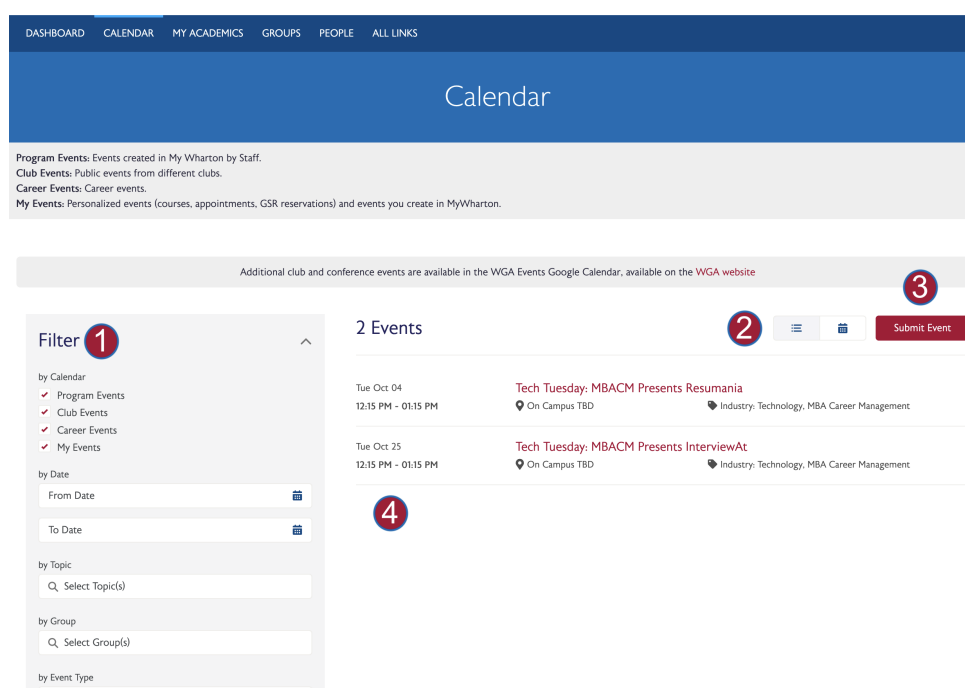 DASHBOARD CALENDAR MY ACADEMICS GROUPS PEOPLE ALL LINKS
Calendar
Program Events: Events created in My Wharton by Staff.
Club Events: Public events from different clubs.
Career Events: Career events.
My Events: Personalized events (courses, appointments, GSR reservations) and events you create in MyWharton.
Additional club and conference events are available in the WGA Events Google Calendar, available on the WGA website
3
Filter 1
2 Events
2
Submit Event
by Calendar
Program Events
Club Events
Career Events
My Events
by Date
From Date
To Date
by Topic
Select Topic(s)
by Group
Select Group(s)
by Event Type
Tue Oct 04 Tech Tuesday: MBACM Presents Resumania
12:15 PM - 01:15 PM On Campus TBD Industry: Technology, MBA Career Management
Tue Oct 25 Tech Tuesday: MBACM Presents InterviewAt
12:15 PM - 01:15 PM On Campus TBD Industry: Technology, MBA Career Management
4